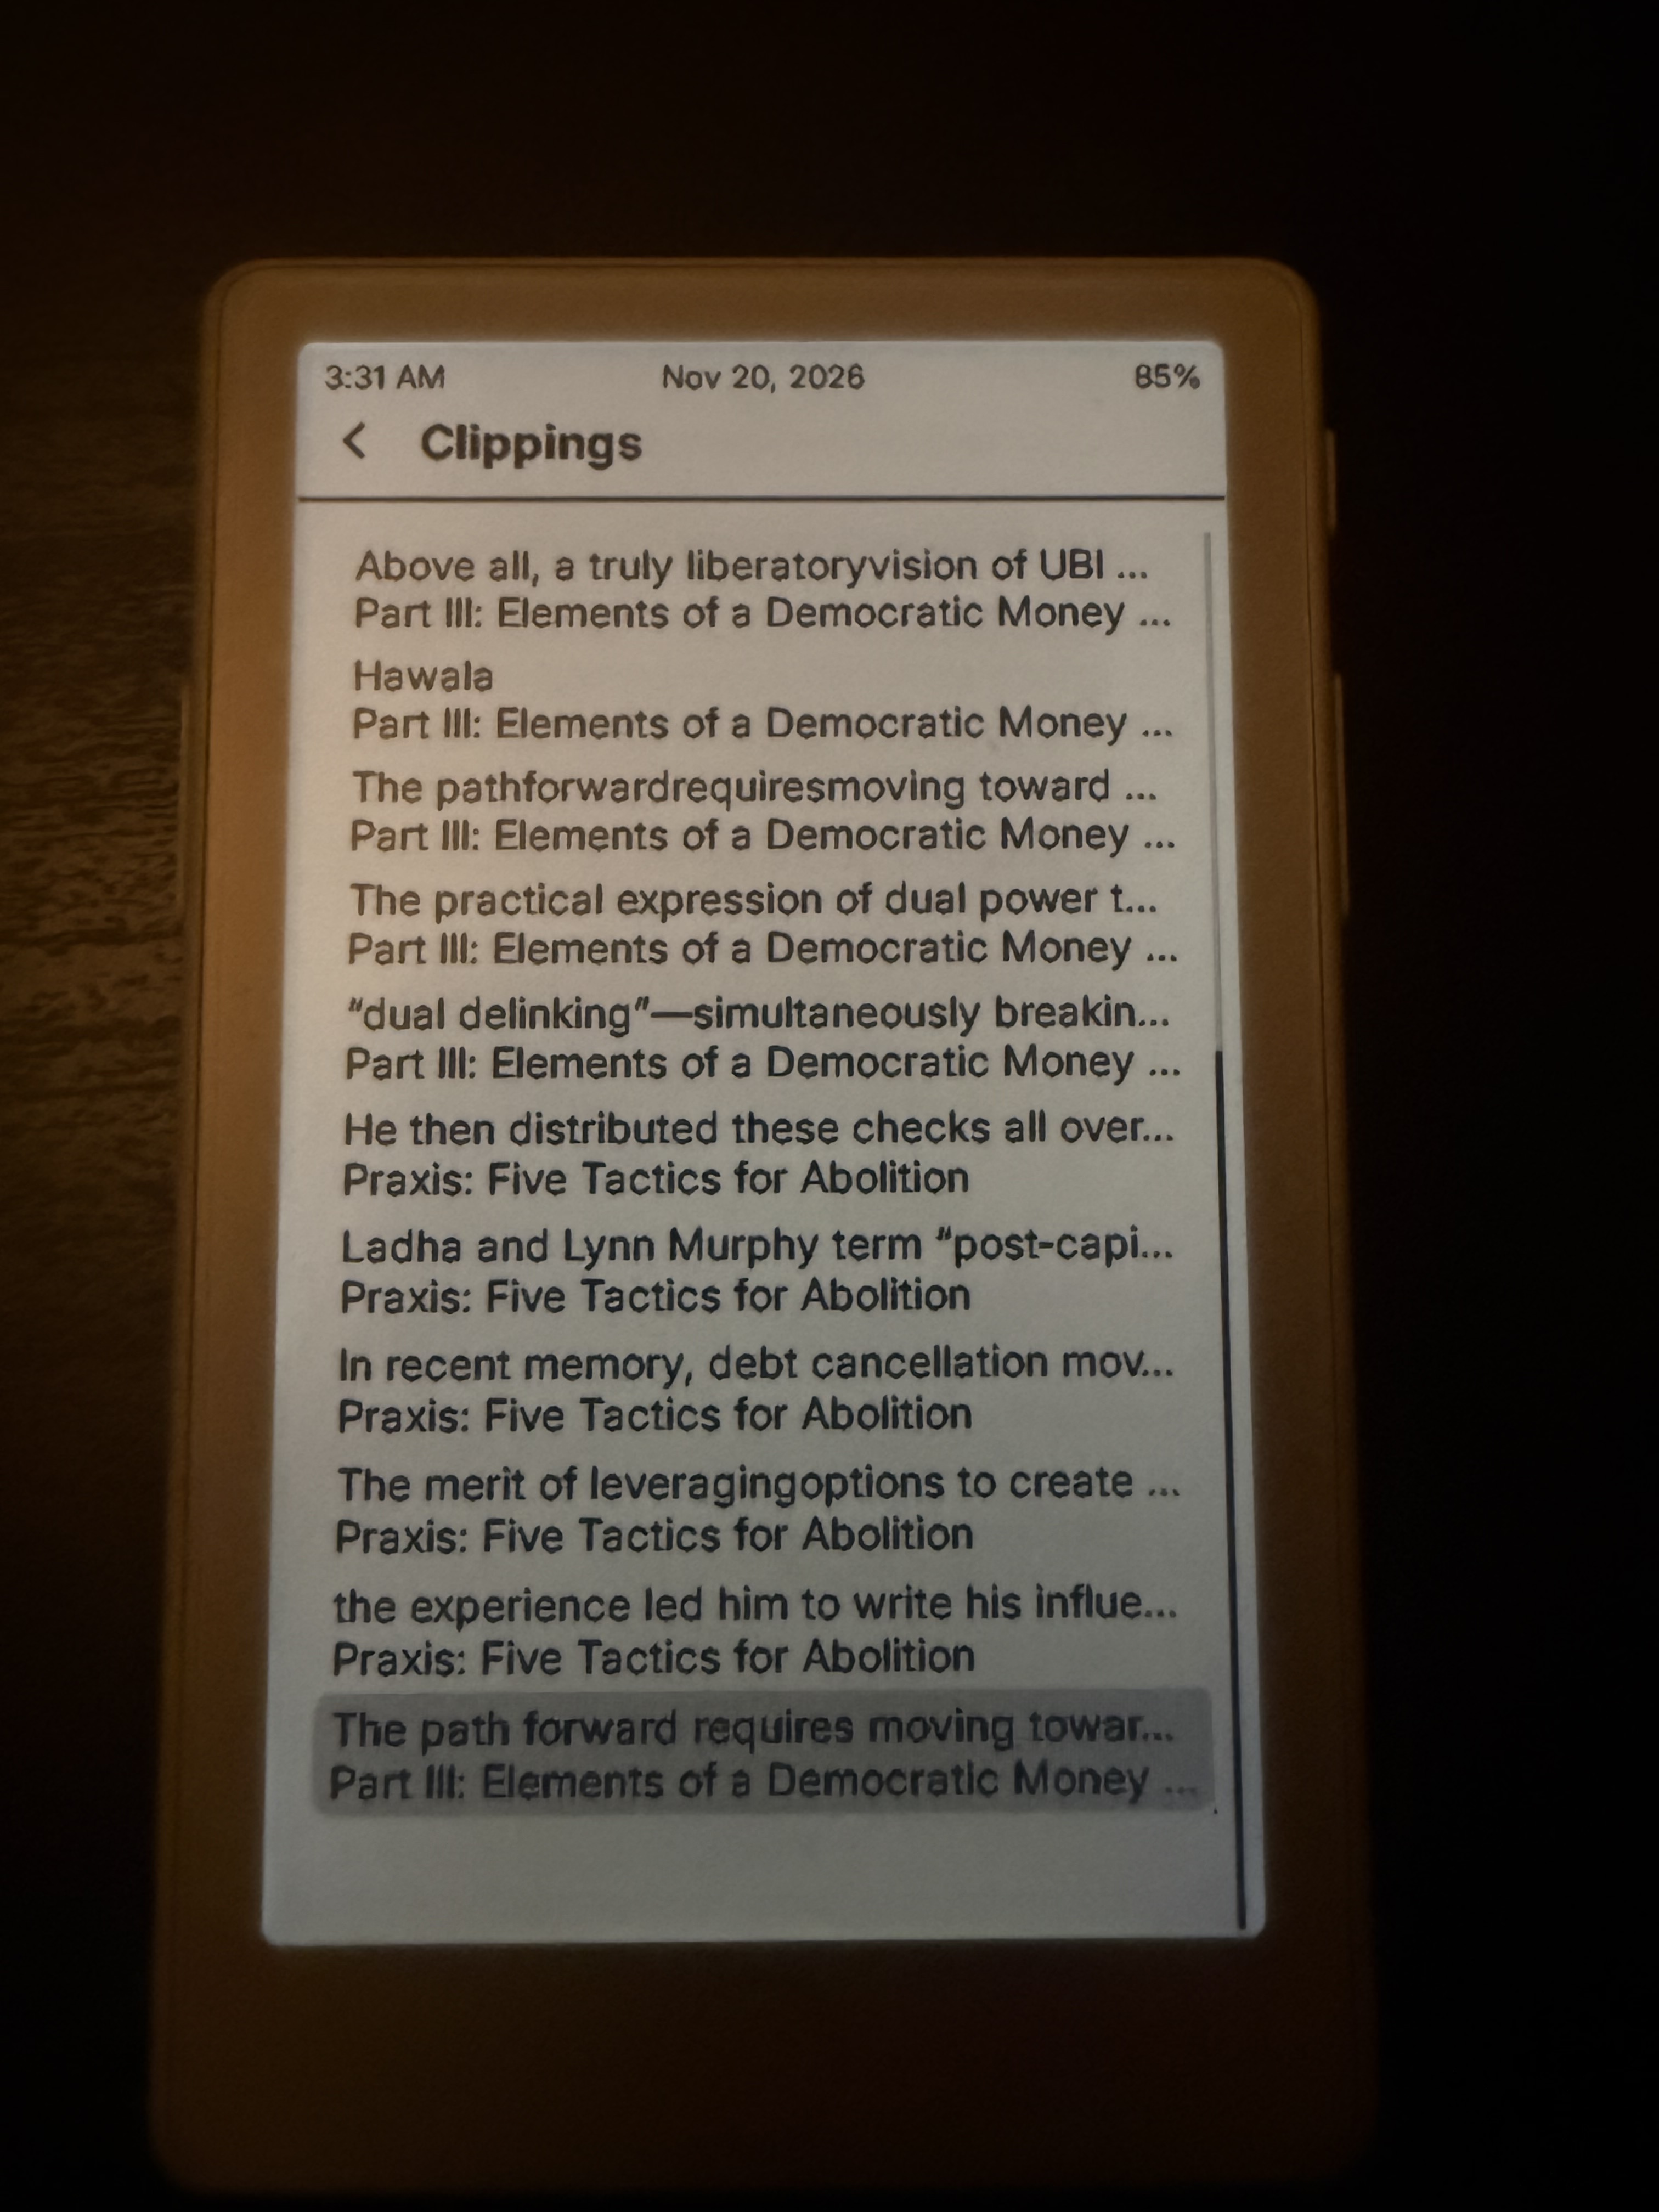 3:31 AM Nov 20, 2026 85%
< Clippings
Above all, a truly liberatoryvision of UBI ...
Part III: Elements of a Democratic Money ...
Hawala
Part III: Elements of a Democratic Money ...
The pathforwardrequiresmoving toward ...
Part III: Elements of a Democratic Money ...
The practical expression of dual power t...
Part III: Elements of a Democratic Money ...
“dual delinking”—simultaneously breakin...
Part III: Elements of a Democratic Money ...
He then distributed these checks all over...
Praxis: Five Tactics for Abolition
Ladha and Lynn Murphy term “post-capi...
Praxis: Five Tactics for Abolition
In recent memory, debt cancellation mov...
Praxis: Five Tactics for Abolition
The merit of leveragingoptions to create ...
Praxis: Five Tactics for Abolition
the experience led him to write his influe...
Praxis: Five Tactics for Abolition
The path forward requires moving towar...
Part III: Elements of a Democratic Money ...